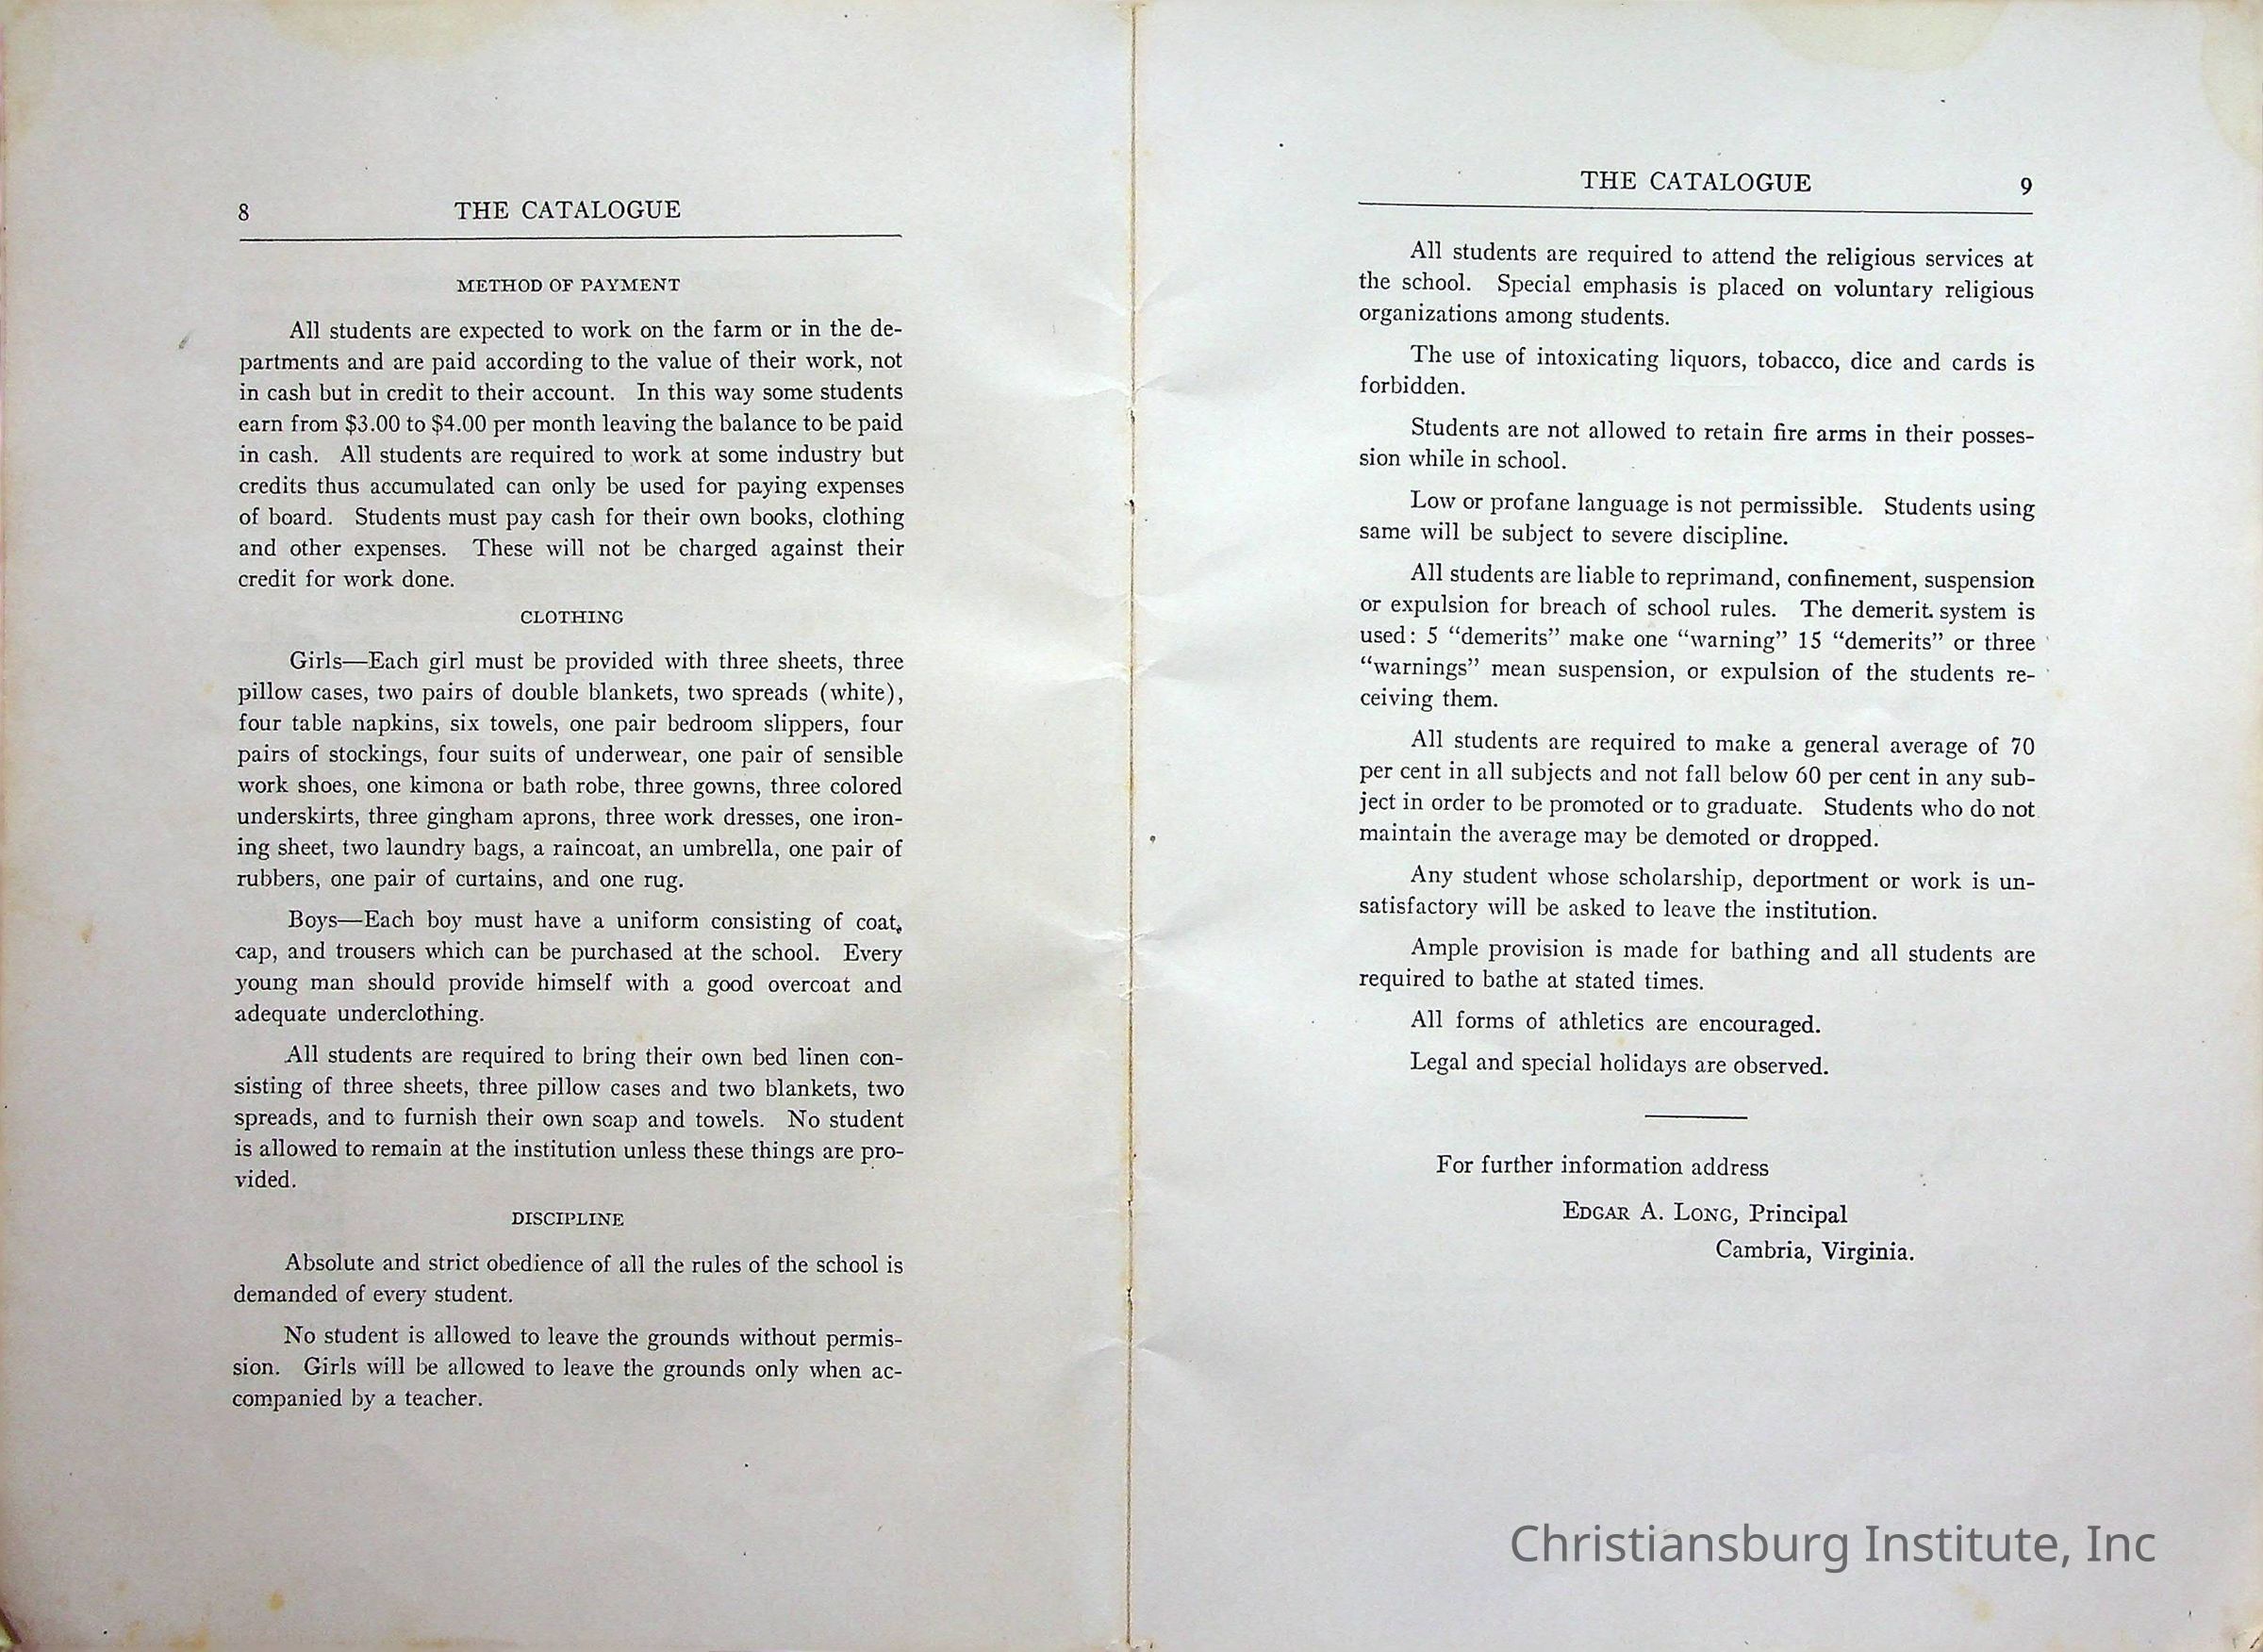 8 THE CATALOGUE
METHOD OF PAYMENT
All students are expected to work on the farm or in the de-
partments and are paid according to the value of their work, not
in cash but in credit to their account. In this way some students
earn from $3.00 to $4.00 per month leaving the balance to be paid
in cash. All students are required to work at some industry but
credits thus accumulated can only be used for paying expenses
of board. Students must pay cash for their own books, clothing
and other expenses. These will not be charged against their
credit for work done.
CLOTHING
Girls—Each girl must be provided with three sheets, three
pillow cases, two pairs of double blankets, two spreads (white),
four table napkins, six towels, one pair bedroom slippers, four
pairs of stockings, four suits of underwear, one pair of sensible
work shoes, one kimona or bath robe, three gowns, three colored
underskirts, three gingham aprons, three work dresses, one iron-
ing sheet, two laundry bags, a raincoat, an umbrella, one pair of
rubbers, one pair of curtains, and one rug.
Boys—Each boy must have a uniform consisting of coat,
cap, and trousers which can be purchased at the school. Every
young man should provide himself with a good overcoat and
adequate underclothing.
All students are required to bring their own bed linen con-
sisting of three sheets, three pillow cases and two blankets, two
spreads, and to furnish their own soap and towels. No student
is allowed to remain at the institution unless these things are pro-
vided.
DISCIPLINE
Absolute and strict obedience of all the rules of the school is
demanded of every student.
No student is allowed to leave the grounds without permis-
sion. Girls will be allowed to leave the grounds only when ac-
companied by a teacher.
THE CATALOGUE 9
All students are required to attend the religious services at
the school. Special emphasis is placed on voluntary religious
organizations among students.
The use of intoxicating liquors, tobacco, dice and cards is
forbidden.
Students are not allowed to retain fire arms in their posses-
sion while in school.
Low or profane language is not permissible. Students using
same will be subject to severe discipline.
All students are liable to reprimand, confinement, suspension
or expulsion for breach of school rules. The demerit system is
used: 5 “demerits” make one “warning” 15 “demerits” or three
“warnings” mean suspension, or expulsion of the students re-
ceiving them.
All students are required to make a general average of 70
per cent in all subjects and not fall below 60 per cent in any sub-
ject in order to be promoted or to graduate. Students who do not
maintain the average may be demoted or dropped.
Any student whose scholarship, deportment or work is un-
satisfactory will be asked to leave the institution.
Ample provision is made for bathing and all students are
required to bathe at stated times.
All forms of athletics are encouraged.
Legal and special holidays are observed.
For further information address
EDGAR A. LONG, Principal
Cambria, Virginia.
Christiansburg Institute, Inc